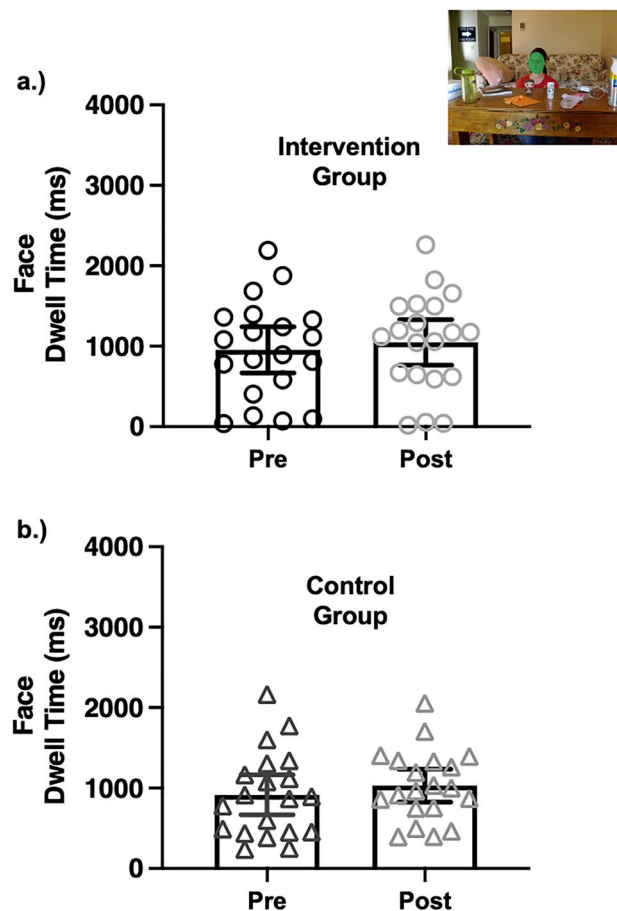 a.)
4000
3000
2000
1000
0
Face
Dwell Time (ms)
Intervention
Group
Pre
Post
b.)
4000
3000
2000
1000
0
Face
Dwell Time (ms)
Control
Group
Pre
Post